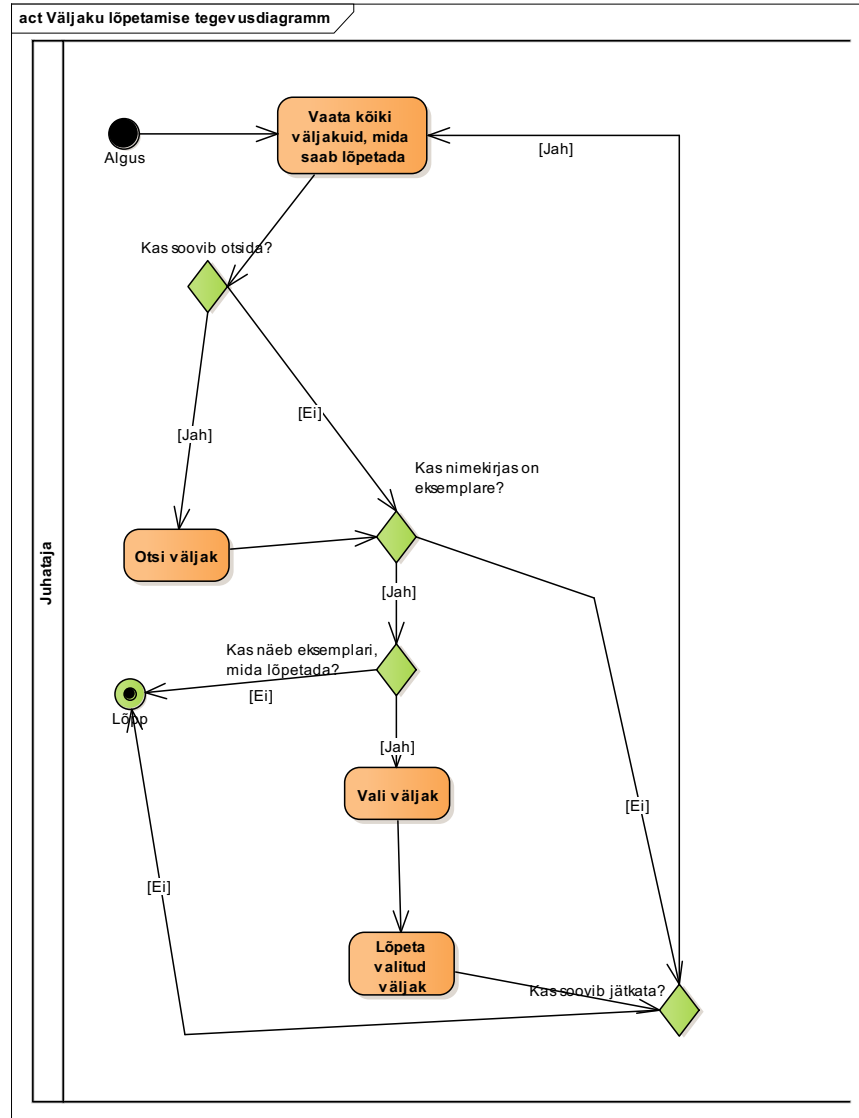 act Väljaku lõpetamise tegevusdiagramm
Juhataja
Algus
Vaata kõiki
väljakuid, mida
saab lõpetada
[Jah]
Kas soovib otsida?
[Jah]
[Ei]
Kas nimekirjas on
eksemplare?
Otsi väljak
[Jah]
Kas näeb eksemplari,
mida lõpetada?
[Ei]
Lõpp
[Jah]
Vali väljak
[Ei]
[Ei]
Lõpeta
valitud
väljak
Kas soovib jätkata?